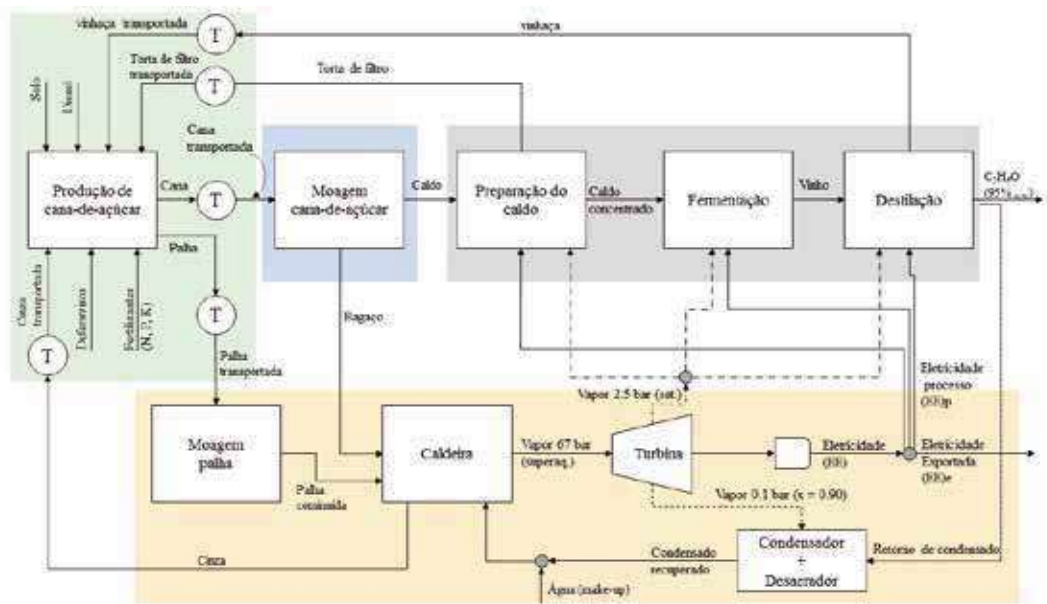 vinhaça transportada
T
vinhaça
Torta de filtro
transportada
T
Torta de filtro
Solo
Diesel
Cana
transportada
Produção de
cana-de-açúcar
Cana
T
Moagem
cana-de-açúcar
Caldo
Preparação do
caldo
Caldo
concentrado
Fermentação
Vinho
Destilação
Palha
Cinza
transportada
Defensivos
Fertilizantes
(N, P, K)
T
T
Bagaço
Palha
transportada
Eletricidade
processo
(EE)p
Vapor 2.5 bar (sat.)
Moagem
palha
Caldeira
Vapor 67 bar
(superaq.)
Turbina
Eletricidade
(EE)
Eletricidade
Exportada
(EE)e
Palha
cominuída
Vapor 0.1 bar (x = 0.90)
Cinza
Condensado
recuperado
Condensador
+
Desaerador
Retorno de condensado
Água (make-up)